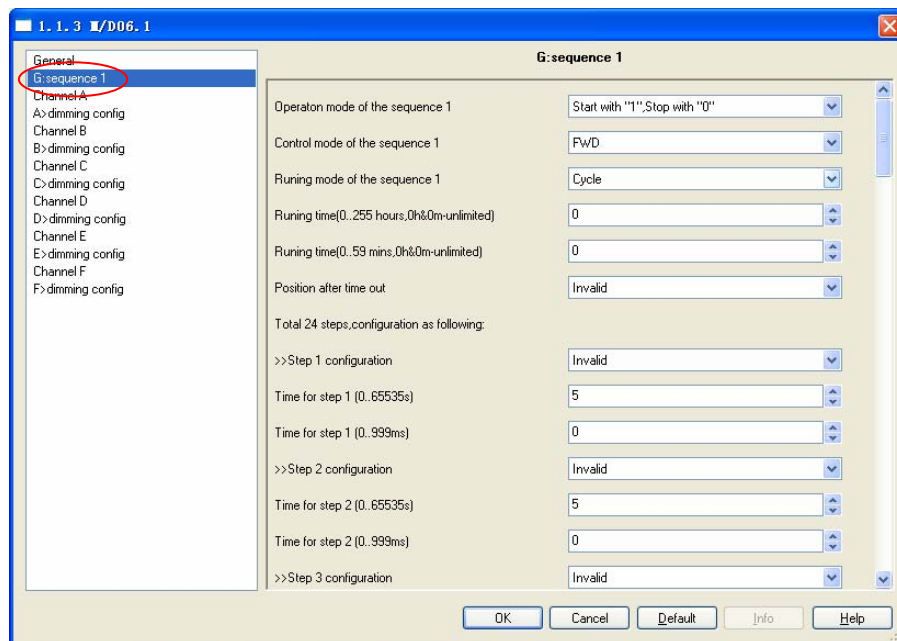 1.1.3 M/D06.1
General
G:sequence 1
Channel A
A>dimming config
Channel B
B>dimming config
Channel C
C>dimming config
Channel D
D>dimming config
Channel E
E>dimming config
Channel F
F>dimming config
G:sequence 1
Operaton mode of the sequence 1 Start with "1",Stop with "0"
Control mode of the sequence 1 FWD
Runing mode of the sequence 1 Cycle
Runing time(0..255 hours,0h&0m-unlimited) 0
Runing time(0..59 mins,0h&0m-unlimited) 0
Position after time out Invalid
Total 24 steps,configuration as following:
>>Step 1 configuration Invalid
Time for step 1 (0..65535s) 5
Time for step 1 (0..999ms) 0
>>Step 2 configuration Invalid
Time for step 2 (0..65535s) 5
Time for step 2 (0..999ms) 0
>>Step 3 configuration Invalid
OK Cancel Default Info Help